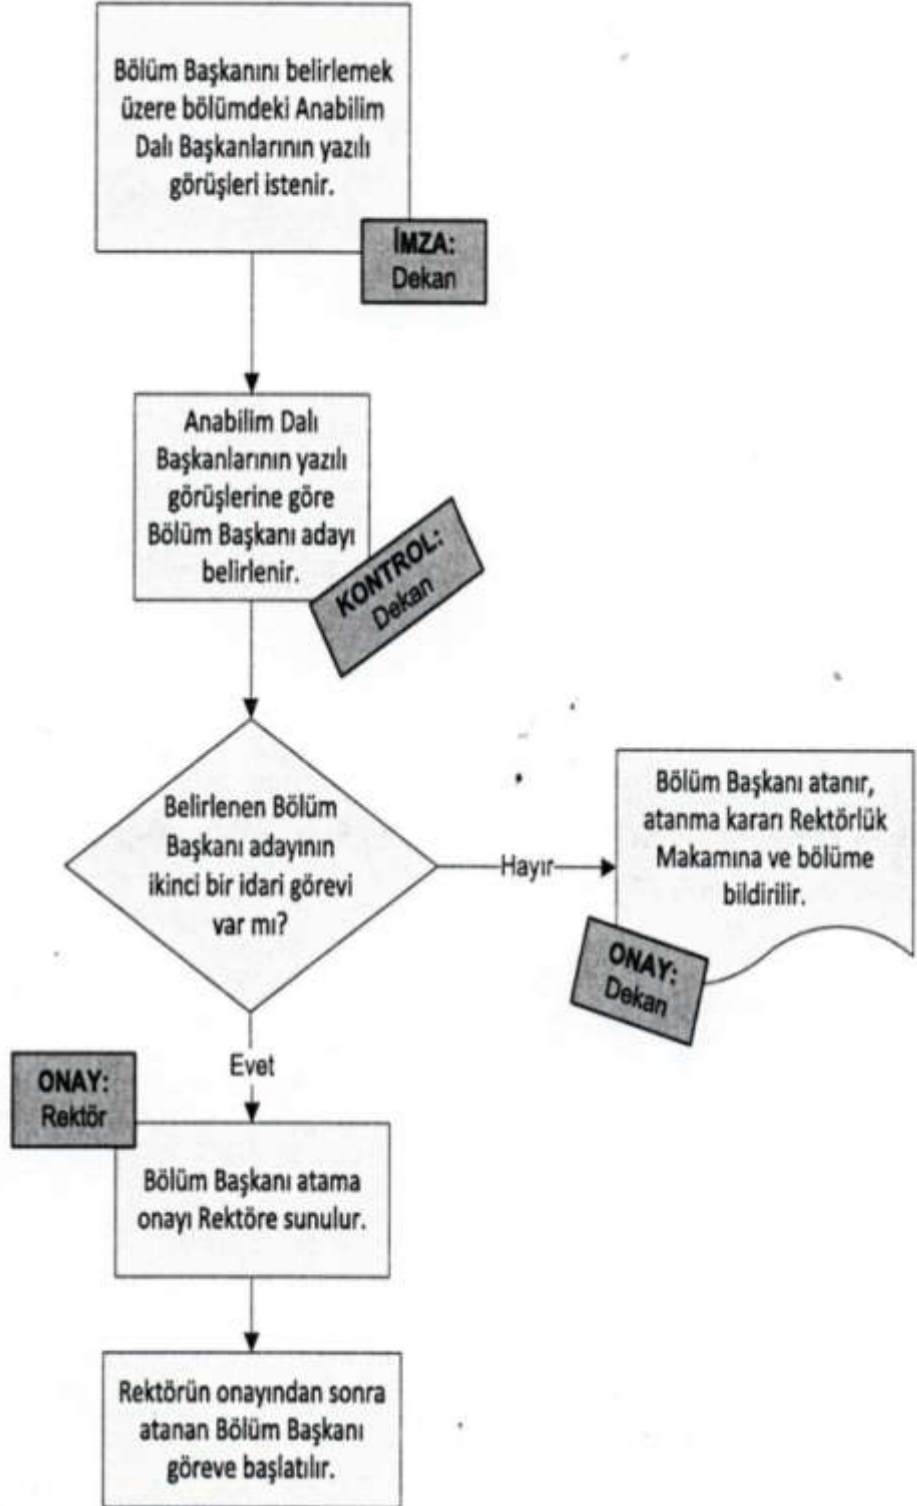 Bölüm Başkanını belirlemek
üzere bölümdeki Anabilim
Dalı Başkanlarının yazılı
görüşleri istenir.
İMZA:
Dekan
Anabilim Dalı
Başkanlarının yazılı
görüşlerine göre
Bölüm Başkanı adayı
belirlenir.
KONTROL:
Dekan
Belirlenen Bölüm
Başkanı adayının
ikinci bir idari görevi
var mı?
Hayır
Bölüm Başkanı atanır,
atanma kararı Rektörlük
Makamına ve bölüme
bildirilir.
ONAY:
Dekan
Evet
ONAY:
Rektör
Bölüm Başkanı atama
onayı Rektöre sunulur.
Rektörün onayından sonra
atanan Bölüm Başkanı
göreve başlatılır.